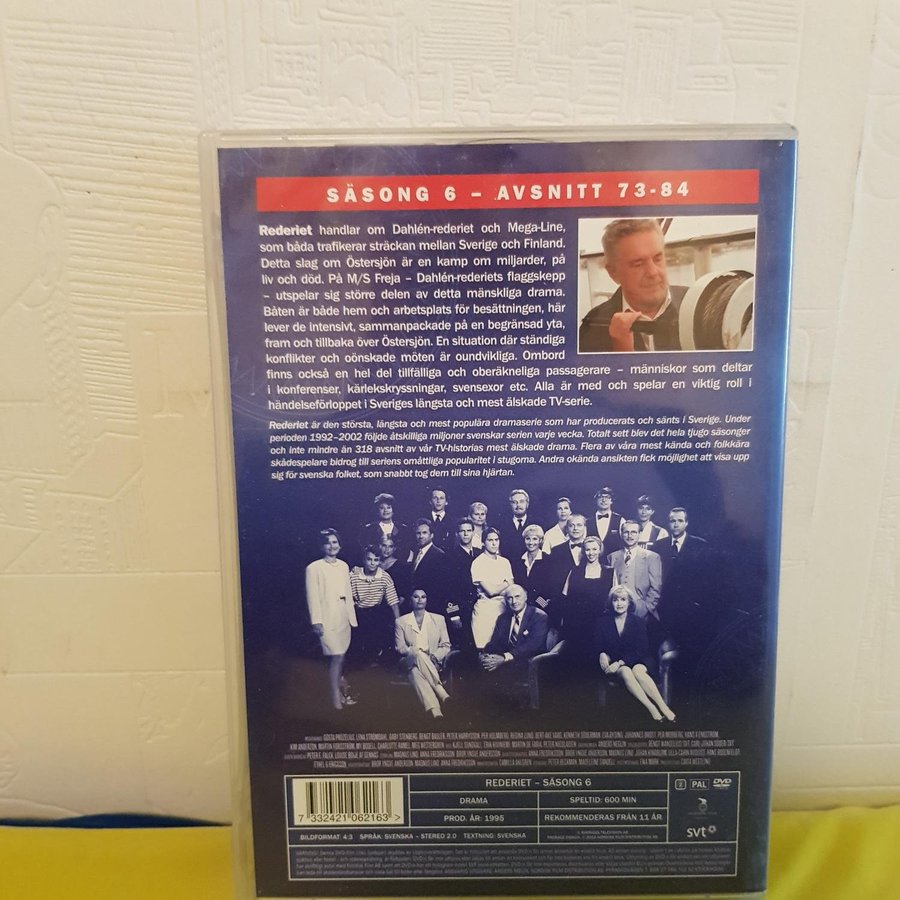 SÄSONG 6 – AVSNITT 73-84
Rederiet handlar om Dahlén-rederiet och Mega-Line,
som båda trafikerar sträckan mellan Sverige och Finland.
Detta slag om Östersjön är en kamp om miljarder, på
liv och död. På M/S Freja – Dahlén-rederiets flaggskepp
– utspelar sig större delen av detta mänskliga drama.
Båten är både hem och arbetsplats för besättningen, här
lever de intensivt, sammanpackade på en begränsad yta,
fram och tillbaka över Östersjön. En situation där ständiga
konflikter och oönskade möten är oundvikliga. Ombord
finns också en hel del tillfälliga och oberäkneliga passagerare – människor som deltar
i konferenser, kärlekskryssningar, svensexor etc. Alla är med och spelar en viktig roll i
händelseförloppet i Sveriges längsta och mest älskade TV-serie.
Rederiet är den största, längsta och mest populära dramaserie som har producerats och sänts i Sverige. Under
perioden 1992–2002 följde åtskilliga miljoner svenskar serien varje vecka. Totalt sett blev det hela tjugo säsonger
och inte mindre än 318 avsnitt av vår TV-historias mest älskade drama. Flera av våra mest kända och folkkära
skådespelare bidrog till seriens omåttliga popularitet i stugorna. Andra okända ansikten fick möjlighet att visa upp
sig för svenska folket, som snabbt tog dem till sina hjärtan.
REDERIET – SÄSONG 6
DRAMA
SPELTID: 600 MIN
PROD. ÅR: 1995
REKOMMENDERAS FRÅN 11 ÅR
7 332421 062163 >
BILDFORMAT: 4:3 SPRÅK: SVENSKA – STEREO 2.0 TEXTNING: SVENSKA
2 PAL DVD
svt